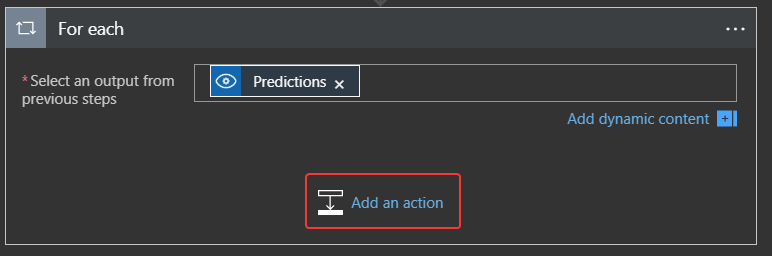 For each
*Select an output from
previous steps
Predictions
Add dynamic content
Add an action